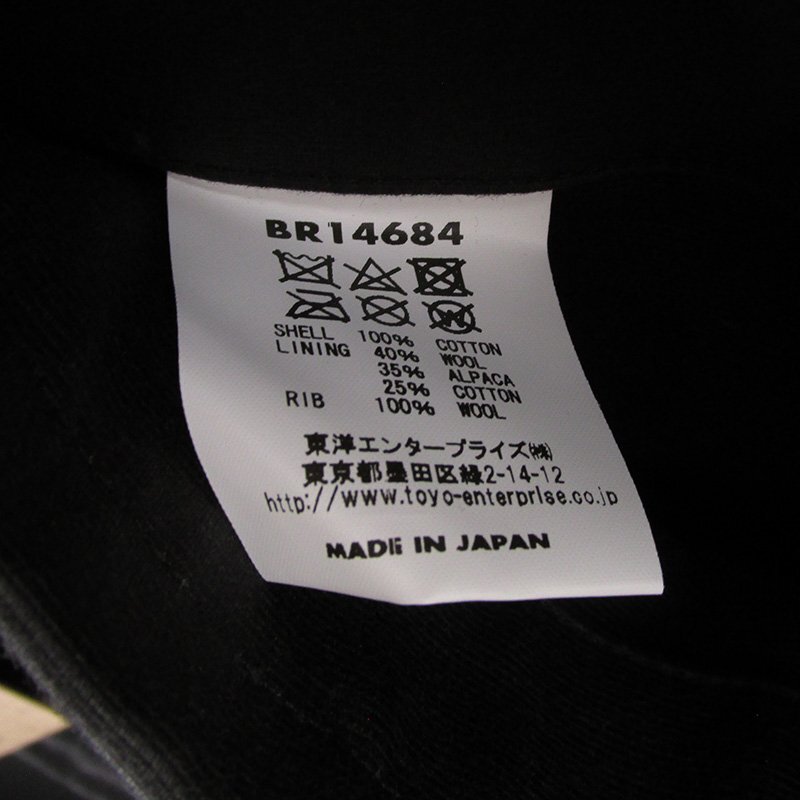 BR14684
W
SHELL 100% COTTON
LINING 40% WOOL
35% ALPACA
25% COTTON
RIB 100% WOOL
東洋エンタープライズ㈱
東京都墨田区緑2-14-12
http://www.toyo-enterprise.co.jp
MADE IN JAPAN